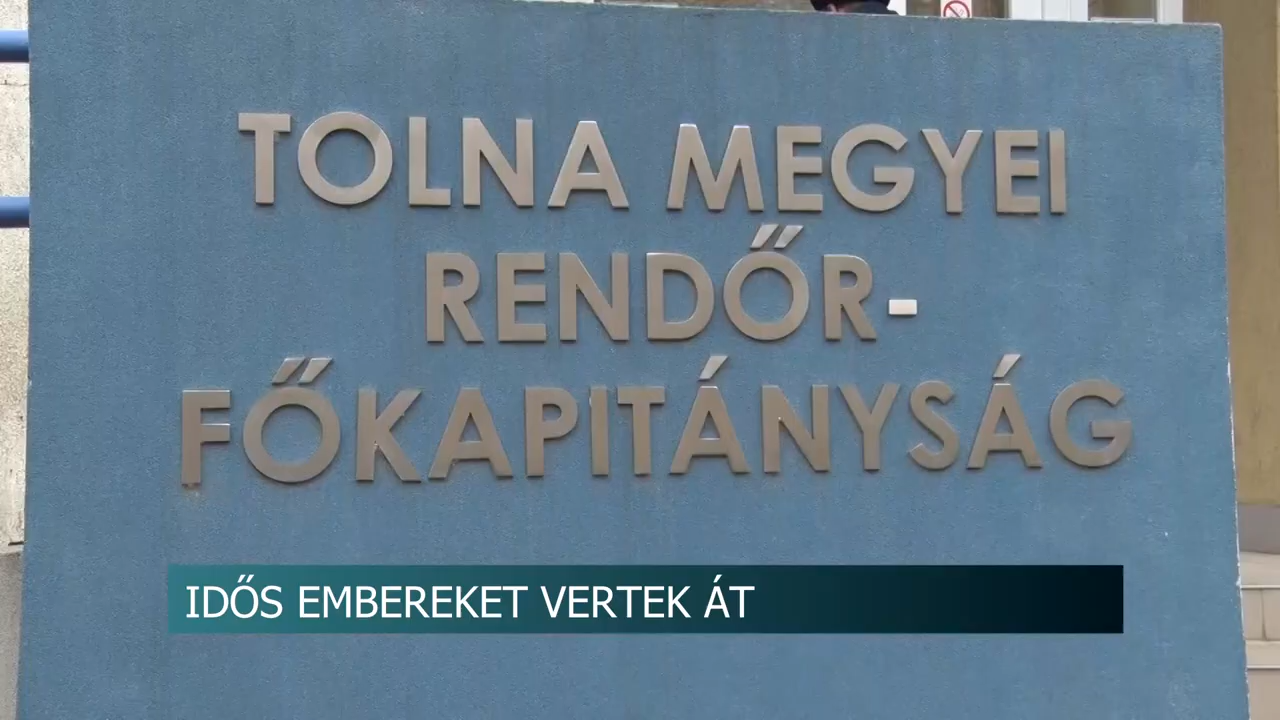 TOLNA MEGYEI
RENDŐR-
FŐKAPITÁNYSÁG
IDŐS EMBEREKET VERTEK ÁT